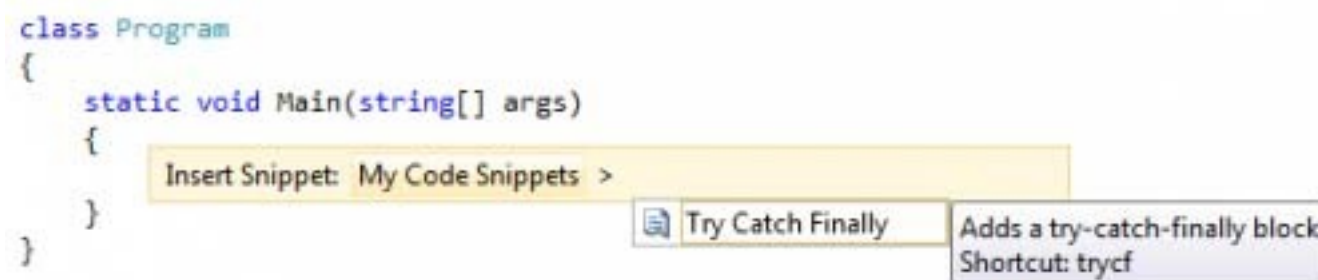 class Program
{
static void Main(string[] args)
{
Insert Snippet: My Code Snippets >
}
Try Catch Finally
Adds a try-catch-finally block
Shortcut: trycf
}